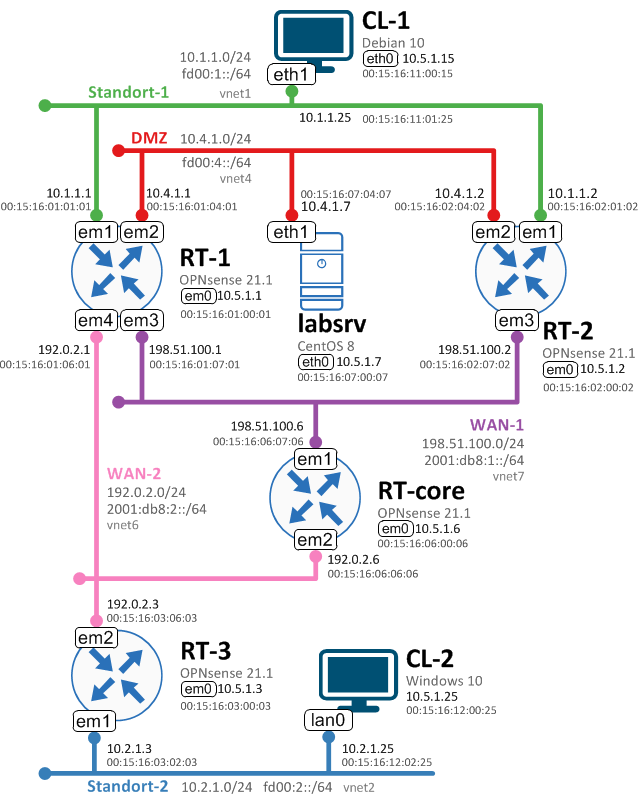 CL-1
Debian 10
eth0 10.5.1.15
00:15:16:11:00:15
10.1.1.0/24
fd00:1::/64
eth1
Standort-1
vnet1
10.1.1.25
00:15:16:11:01:25
DMZ
10.4.1.0/24
fd00:4::/64
vnet4
10.1.1.1
00:15:16:01:01:01
10.4.1.1
00:15:16:01:04:01
00:15:16:07:04:07
10.4.1.7
10.4.1.2
00:15:16:02:04:02
10.1.1.2
00:15:16:02:01:02
em1
em2
eth1
em2
em1
RT-1
OPNsense 21.1
em0 10.5.1.1
00:15:16:01:00:01
em4
em3
labsrv
CentOS 8
eth0 10.5.1.7
00:15:16:07:00:07
em3
RT-2
OPNsense 21.1
em0 10.5.1.2
00:15:16:02:00:02
192.0.2.1
00:15:16:01:06:01
198.51.100.1
00:15:16:01:07:01
198.51.100.2
00:15:16:02:07:02
198.51.100.6
00:15:16:06:07:06
WAN-1
198.51.100.0/24
2001:db8:1::/64
vnet7
em1
WAN-2
192.0.2.0/24
2001:db8:2::/64
vnet6
RT-core
OPNsense 21.1
em0 10.5.1.6
00:15:16:06:00:06
em2
192.0.2.6
00:15:16:06:06:06
192.0.2.3
00:15:16:03:06:03
em2
RT-3
OPNsense 21.1
em0 10.5.1.3
00:15:16:03:00:03
em1
CL-2
Windows 10
10.5.1.25
00:15:16:12:00:25
lan0
10.2.1.3
00:15:16:03:02:03
10.2.1.25
00:15:16:12:02:25
Standort-2 10.2.1.0/24 fd00:2::/64 vnet2